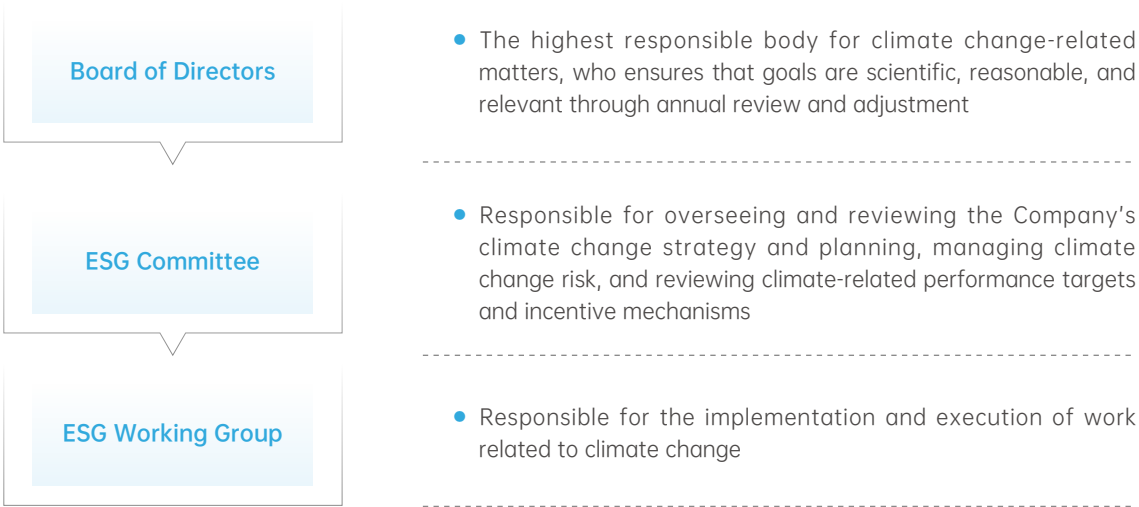 Board of Directors
The highest responsible body for climate change-related
matters, who ensures that goals are scientific, reasonable, and
relevant through annual review and adjustment
ESG Committee
Responsible for overseeing and reviewing the Company's
climate change strategy and planning, managing climate
change risk, and reviewing climate-related performance targets
and incentive mechanisms
ESG Working Group
Responsible for the implementation and execution of work
related to climate change